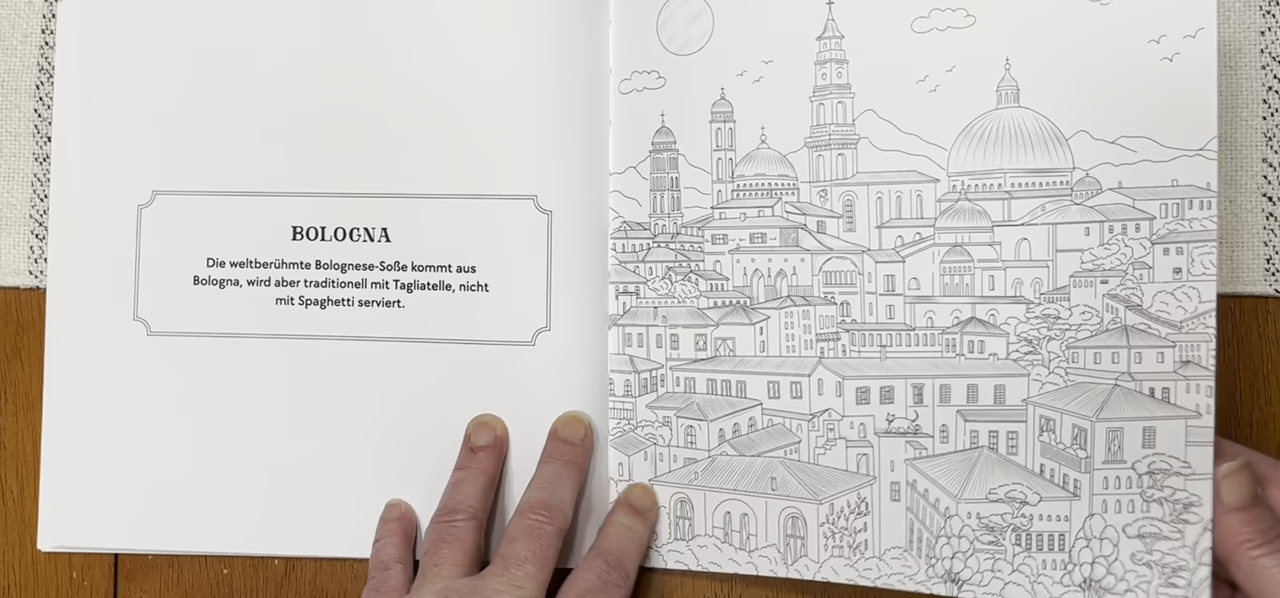 BOLOGNA
Die weltberühmte Bolognese-Soße kommt aus
Bologna, wird aber traditionell mit Tagliatelle, nicht
mit Spaghetti serviert.